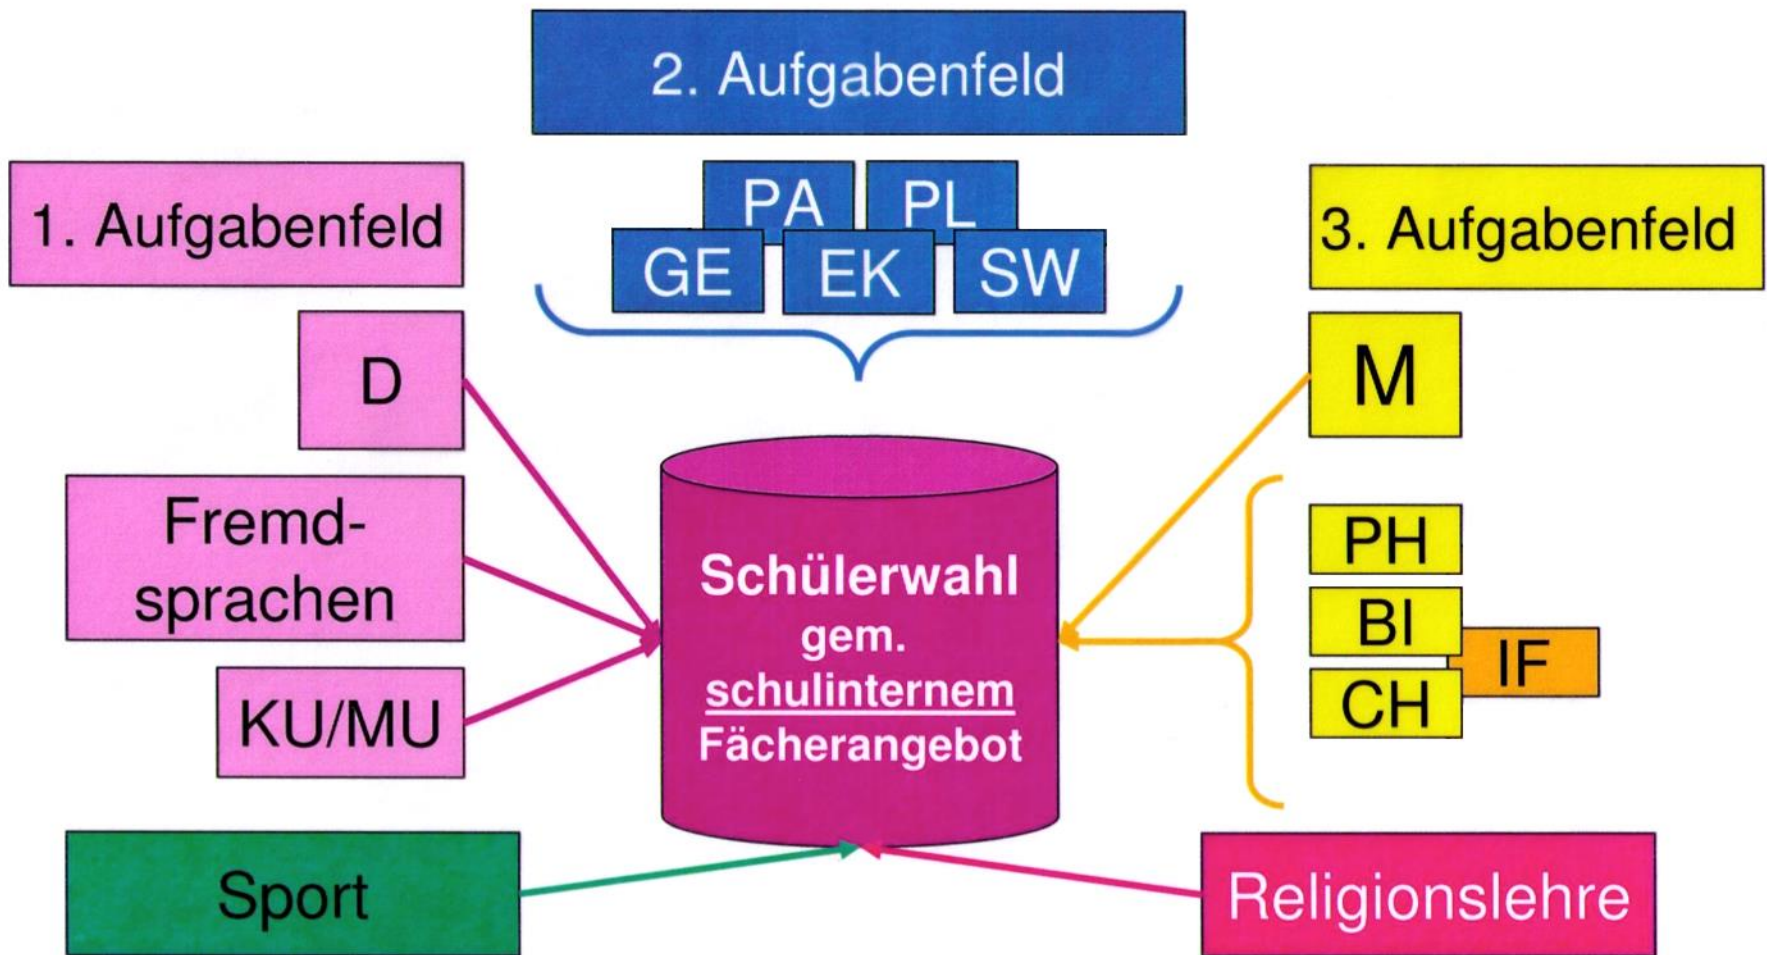 2. Aufgabenfeld
1. Aufgabenfeld
PA PL
GE EK SW
3. Aufgabenfeld
D
Fremd-
sprachen
KU/MU
M
PH
BI
IF
CH
Schülerwahl
gem.
schulinternem
Fächerangebot
Sport
Religionslehre